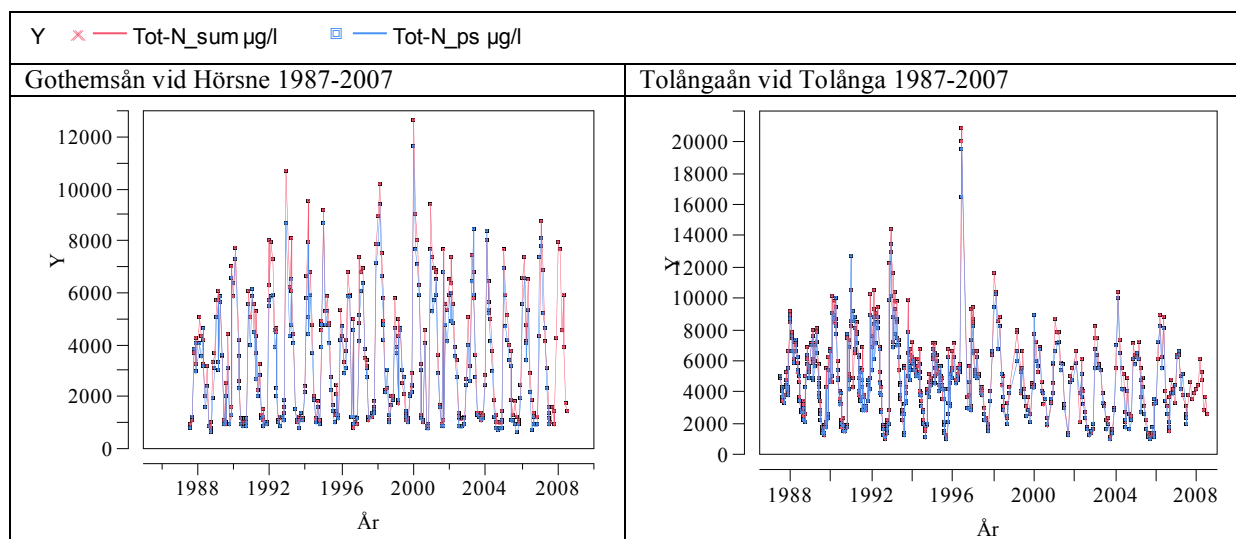 Y Tot-N_sum µg/l Tot-N_ps µg/l
Gothemsån vid Hörsne 1987-2007
Tolångaån vid Tolånga 1987-2007
12000
10000
8000
6000
4000
2000
0
Y
1988 1992 1996 2000 2004 2008
År
20000
18000
16000
14000
12000
10000
8000
6000
4000
2000
0
Y
1988 1992 1996 2000 2004 2008
År